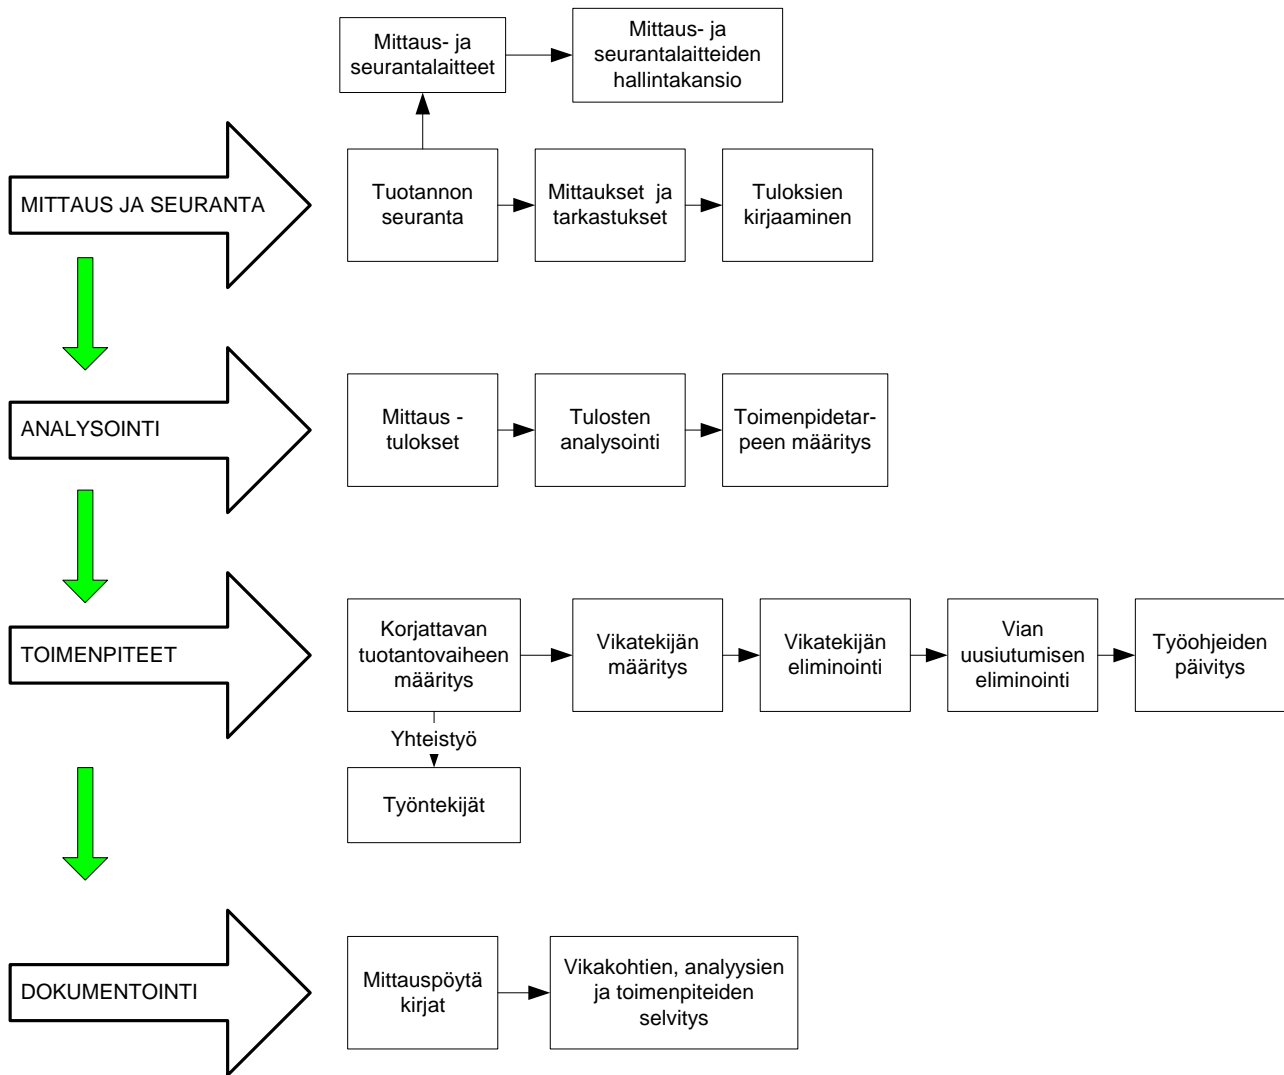 Mittaus- ja
seurantalaitteet
Mittaus- ja
seurantalaitteiden
hallintakansio
MITTAUS JA SEURANTA
Tuotannon
seuranta
Mittaukset ja
tarkastukset
Tuloksien
kirjaaminen
ANALYSOINTI
Mittaus -
tulokset
Tulosten
analysointi
Toimenpidetar-
peen määritys
TOIMENPITEET
Korjattavan
tuotantovaiheen
määritys
Vikatekijän
määritys
Vikatekijän
eliminointi
Vian
uusiutumisen
eliminointi
Työohjeiden
päivitys
Yhteistyö
Työntekijät
DOKUMENTOINTI
Mittauspöytä
kirjat
Vikakohtien, analyysien
ja toimenpiteiden
selvitys